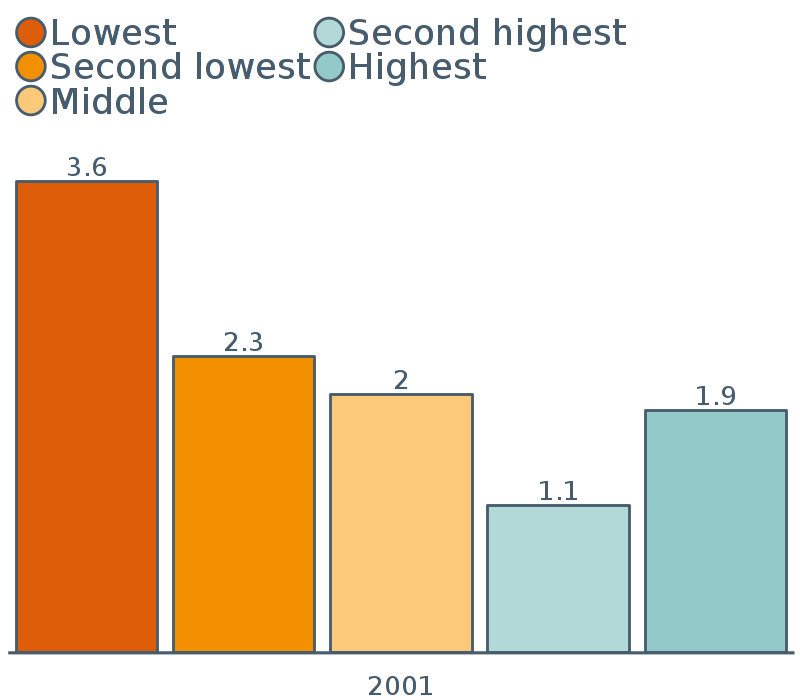 Lowest
Second lowest
Middle
Second highest
Highest
3.6
2.3
2
1.1
1.9
2001